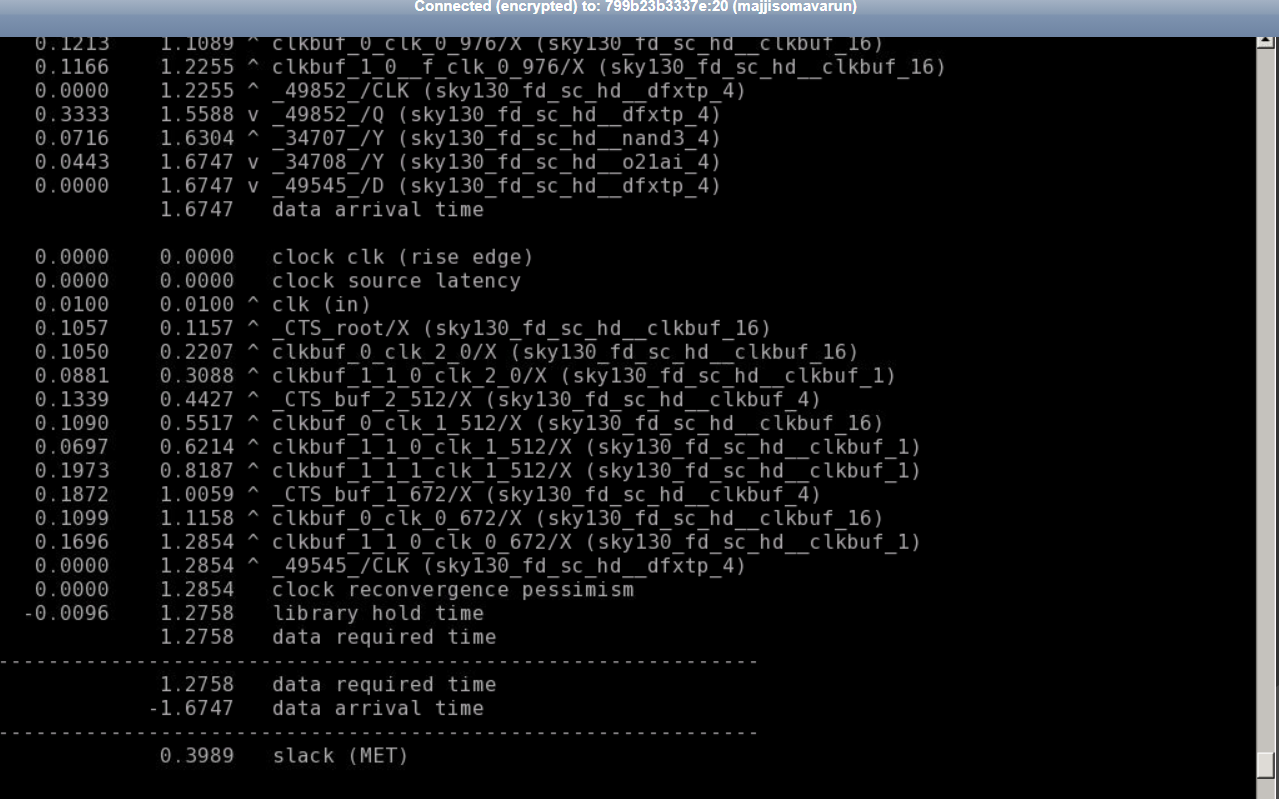 Connected (encrypted) to: 799b23b3337e:20 (majjisomavarun)
0.1213 1.1089 ^ clkbuf_0_clk_0_976/X (sky130_fd_sc_hd__clkbuf_16)
0.1166 1.2255 ^ clkbuf_1_0__f_clk_0_976/X (sky130_fd_sc_hd__clkbuf_16)
0.0000 1.2255 ^ _49852_/CLK (sky130_fd_sc_hd__dfxtp_4)
0.3333 1.5588 v _49852_/Q (sky130_fd_sc_hd__dfxtp_4)
0.0716 1.6304 ^ _34707_/Y (sky130_fd_sc_hd__nand3_4)
0.0443 1.6747 v _34708_/Y (sky130_fd_sc_hd__o21ai_4)
0.0000 1.6747 v _49545_/D (sky130_fd_sc_hd__dfxtp_4)
1.6747 data arrival time
0.0000 0.0000 clock clk (rise edge)
0.0000 0.0000 clock source latency
0.0100 0.0100 ^ clk (in)
0.1057 0.1157 ^ _CTS_root/X (sky130_fd_sc_hd__clkbuf_16)
0.1050 0.2207 ^ clkbuf_0_clk_2_0/X (sky130_fd_sc_hd__clkbuf_16)
0.0881 0.3088 ^ clkbuf_1_1_0_clk_2_0/X (sky130_fd_sc_hd__clkbuf_1)
0.1339 0.4427 ^ _CTS_buf_2_512/X (sky130_fd_sc_hd__clkbuf_4)
0.1090 0.5517 ^ clkbuf_0_clk_1_512/X (sky130_fd_sc_hd__clkbuf_16)
0.0697 0.6214 ^ clkbuf_1_1_0_clk_1_512/X (sky130_fd_sc_hd__clkbuf_1)
0.1973 0.8187 ^ clkbuf_1_1_1_clk_1_512/X (sky130_fd_sc_hd__clkbuf_1)
0.1872 1.0059 ^ _CTS_buf_1_672/X (sky130_fd_sc_hd__clkbuf_4)
0.1099 1.1158 ^ clkbuf_0_clk_0_672/X (sky130_fd_sc_hd__clkbuf_16)
0.1696 1.2854 ^ clkbuf_1_1_0_clk_0_672/X (sky130_fd_sc_hd__clkbuf_1)
0.0000 1.2854 ^ _49545_/CLK (sky130_fd_sc_hd__dfxtp_4)
0.0000 1.2854 clock reconvergence pessimism
-0.0096 1.2758 library hold time
1.2758 data required time
-------------------------------------------------------------
1.2758 data required time
-1.6747 data arrival time
-------------------------------------------------------------
0.3989 slack (MET)